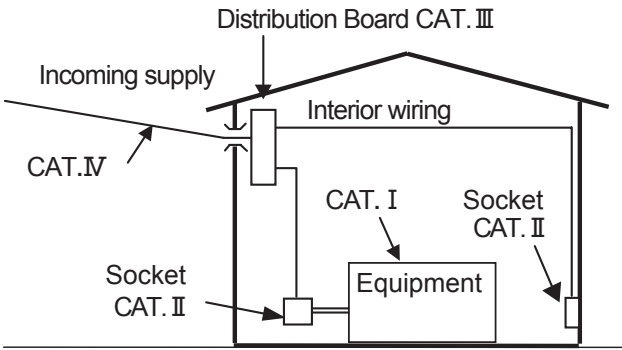 Distribution Board CAT.Ⅲ
Incoming supply
Interior wiring
CAT.Ⅳ
CAT.Ⅰ
Socket
CAT.Ⅱ
Equipment
Socket
CAT.Ⅱ